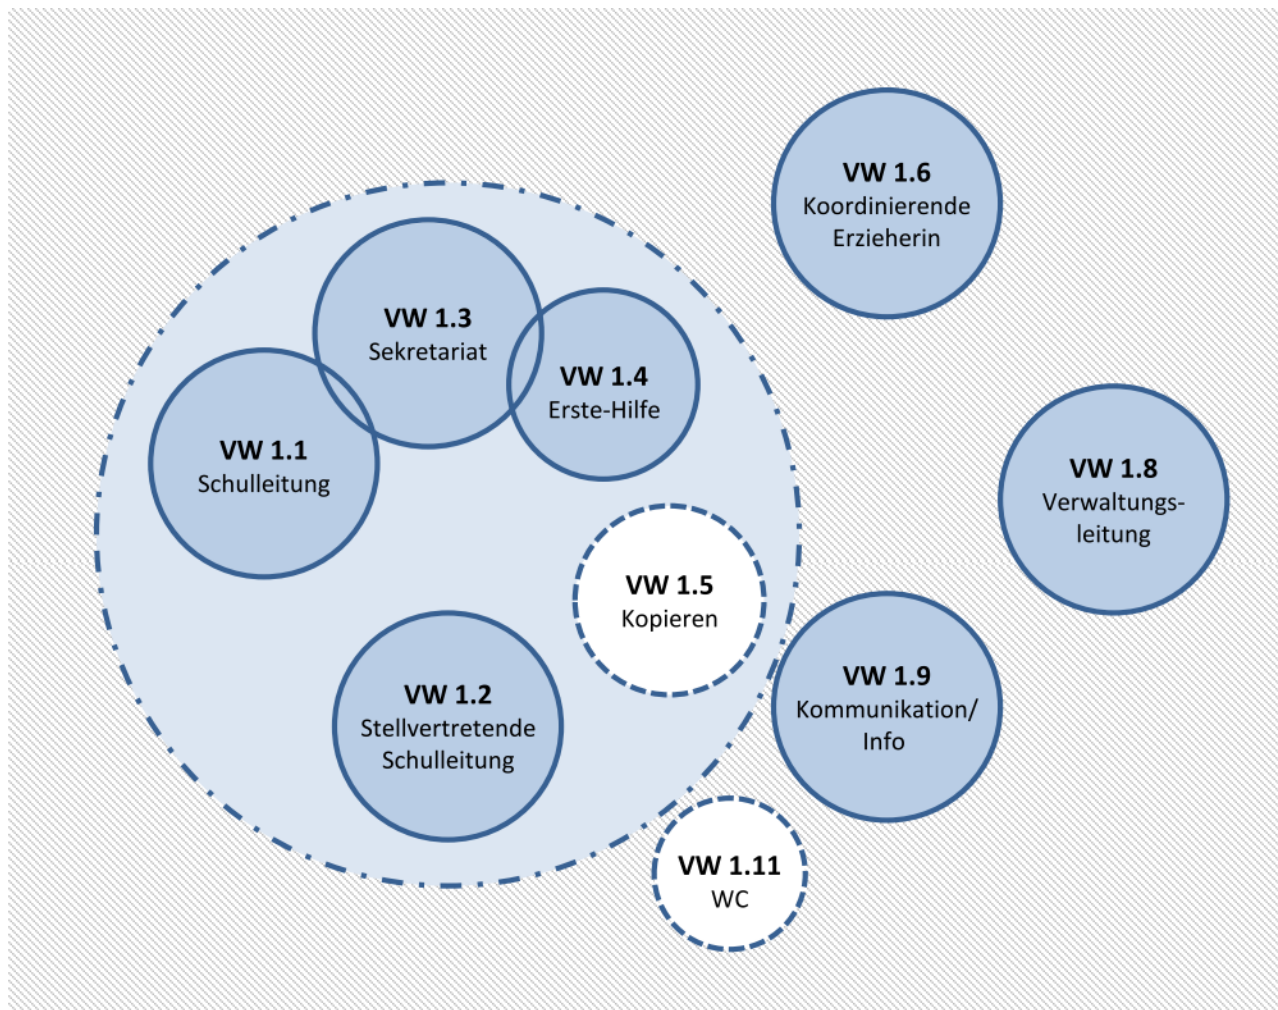 VW 1.6
Koordinierende
Erzieherin
VW 1.3
Sekretariat
VW 1.4
Erste-Hilfe
VW 1.1
Schulleitung
VW 1.8
Verwaltungs-
leitung
VW 1.5
Kopieren
VW 1.2
Stellvertretende
Schulleitung
VW 1.9
Kommunikation/
Info
VW 1.11
WC